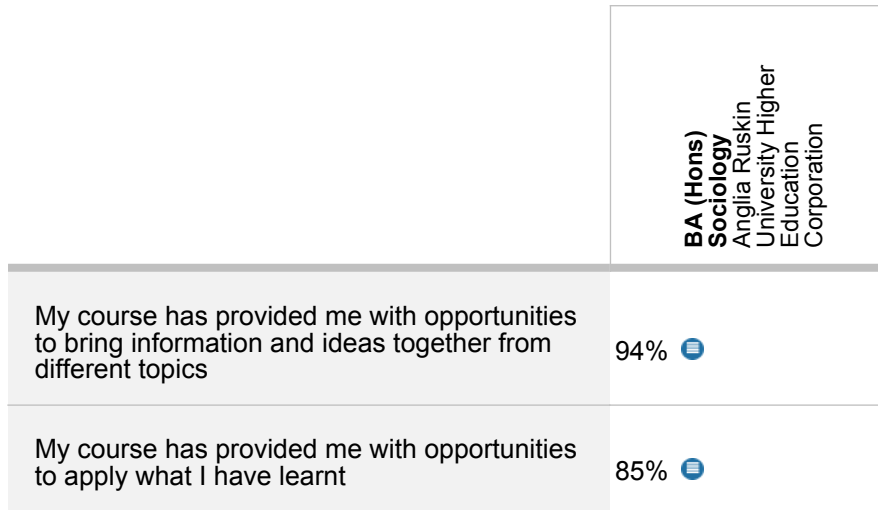 BA (Hons)
Sociology
Anglia Ruskin
University Higher
Education
Corporation
My course has provided me with opportunities
to bring information and ideas together from
different topics
94%
My course has provided me with opportunities
to apply what I have learnt
85%